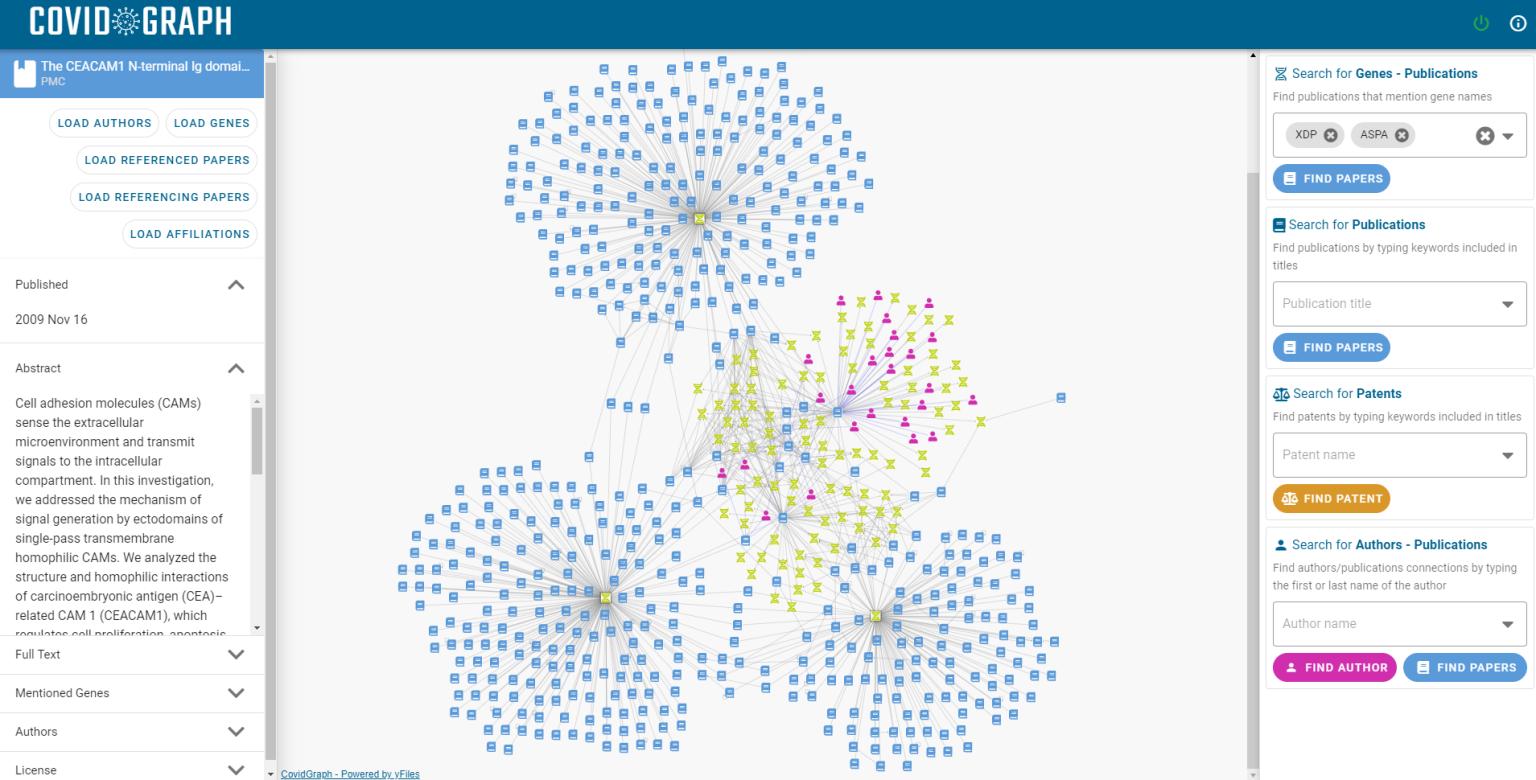 COVID GRAPH
The CEACAM1 N-terminal Ig domai...
PMC
LOAD AUTHORS
LOAD GENES
LOAD REFERENCED PAPERS
LOAD REFERENCING PAPERS
LOAD AFFILIATIONS
Published
2009 Nov 16
Abstract
Cell adhesion molecules (CAMs)
sense the extracellular
microenvironment and transmit
signals to the intracellular
compartment. In this investigation,
we addressed the mechanism of
signal generation by ectodomains of
single-pass transmembrane
homophilic CAMs. We analyzed the
structure and homophilic interactions
of carcinoembryonic antigen (CEA)–
related CAM 1 (CEACAM1), which
regulates cell proliferation, apoptosis,
Full Text
Mentioned Genes
Authors
License
CovidGraph - Powered by yFiles
Search for Genes - Publications
Find publications that mention gene names
XDP
ASPA
FIND PAPERS
Search for Publications
Find publications by typing keywords included in
titles
Publication title
FIND PAPERS
Search for Patents
Find patents by typing keywords included in titles
Patent name
FIND PATENT
Search for Authors - Publications
Find authors/publications connections by typing
the first or last name of the author
Author name
FIND AUTHOR
FIND PAPERS